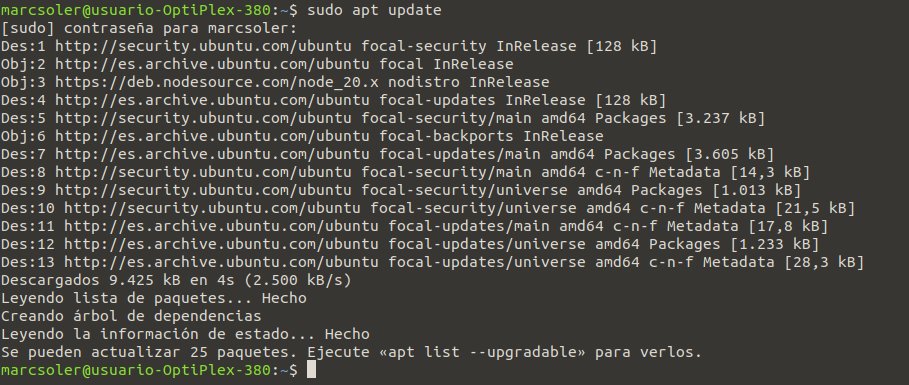 marcsoler@usuario-OptiPlex-380:~$ sudo apt update
[sudo] contraseña para marcsoler:
Des:1 http://security.ubuntu.com/ubuntu focal-security InRelease [128 kB]
Obj:2 http://es.archive.ubuntu.com/ubuntu focal InRelease
Obj:3 https://deb.nodesource.com/node_20.x nodistro InRelease
Des:4 http://es.archive.ubuntu.com/ubuntu focal-updates InRelease [128 kB]
Des:5 http://security.ubuntu.com/ubuntu focal-security/main amd64 Packages [3.237 kB]
Obj:6 http://es.archive.ubuntu.com/ubuntu focal-backports InRelease
Des:7 http://es.archive.ubuntu.com/ubuntu focal-updates/main amd64 Packages [3.605 kB]
Des:8 http://security.ubuntu.com/ubuntu focal-security/main amd64 c-n-f Metadata [14,3 kB]
Des:9 http://security.ubuntu.com/ubuntu focal-security/universe amd64 Packages [1.013 kB]
Des:10 http://security.ubuntu.com/ubuntu focal-security/universe amd64 c-n-f Metadata [21,5 kB]
Des:11 http://es.archive.ubuntu.com/ubuntu focal-updates/main amd64 c-n-f Metadata [17,8 kB]
Des:12 http://es.archive.ubuntu.com/ubuntu focal-updates/universe amd64 Packages [1.233 kB]
Des:13 http://es.archive.ubuntu.com/ubuntu focal-updates/universe amd64 c-n-f Metadata [28,3 kB]
Descargados 9.425 kB en 4s (2.500 kB/s)
Leyendo lista de paquetes... Hecho
Creando árbol de dependencias
Leyendo la información de estado... Hecho
Se pueden actualizar 25 paquetes. Ejecute «apt list --upgradable» para verlos.
marcsoler@usuario-OptiPlex-380:~$